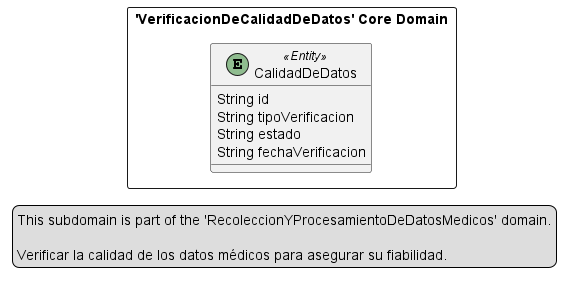 'VerificacionDeCalidadDeDatos' Core Domain
E
«Entity»
CalidadDeDatos
String id
String tipoVerificacion
String estado
String fechaVerificacion
This subdomain is part of the 'RecoleccionYProcesamientoDeDatosMedicos' domain.
Verificar la calidad de los datos médicos para asegurar su fiabilidad.